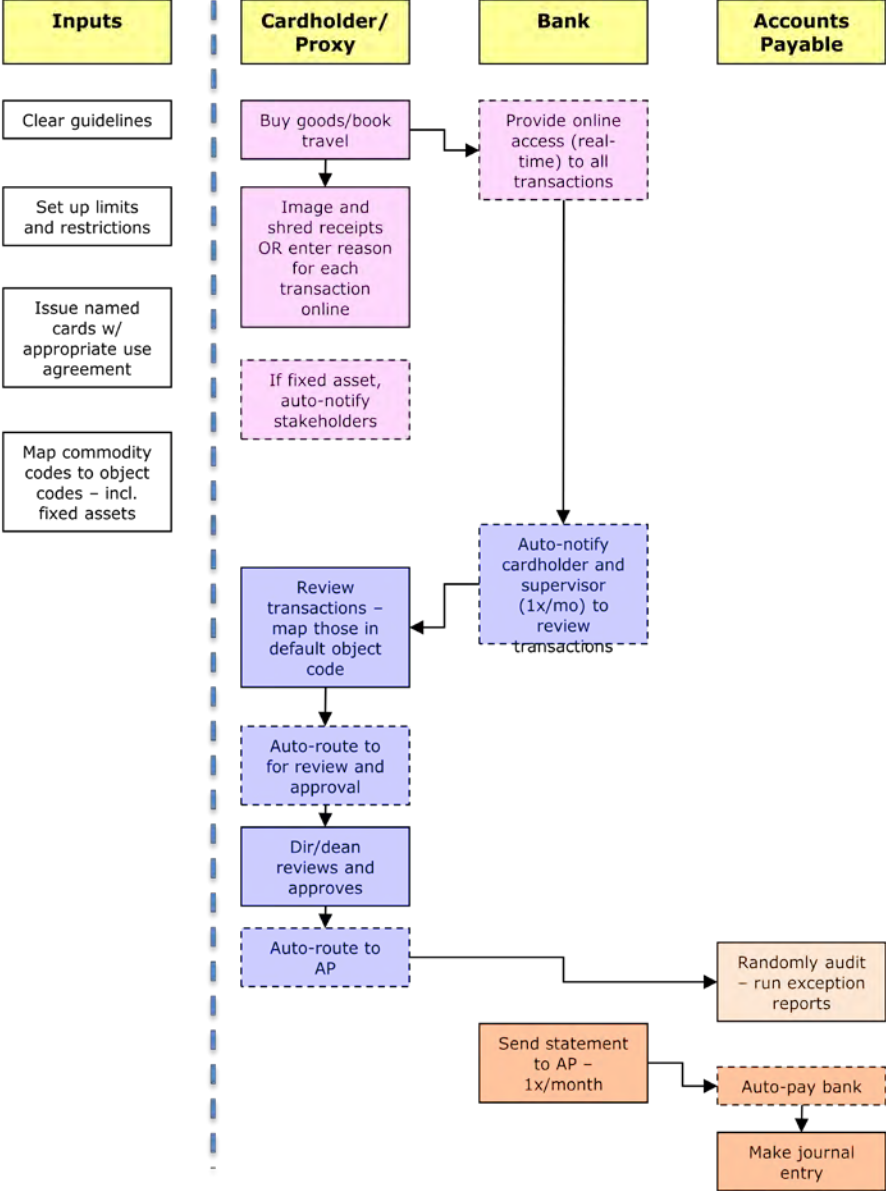 Inputs
Cardholder/
Proxy
Bank
Accounts
Payable
Clear guidelines
Set up limits
and restrictions
Issue named
cards w/
appropriate use
agreement
Map commodity
codes to object
codes – incl.
fixed assets
Buy goods/book
travel
Image and
shred receipts
OR enter reason
for each
transaction
online
If fixed asset,
auto-notify
stakeholders
Provide online
access (real-
time) to all
transactions
Auto-notify
cardholder and
supervisor
(1x/mo) to
review
transactions
Review
transactions –
map those in
default object
code
Auto-route to
for review and
approval
Dir/dean
reviews and
approves
Auto-route to
AP
Randomly audit
– run exception
reports
Send statement
to AP –
1x/month
Auto-pay bank
Make journal
entry